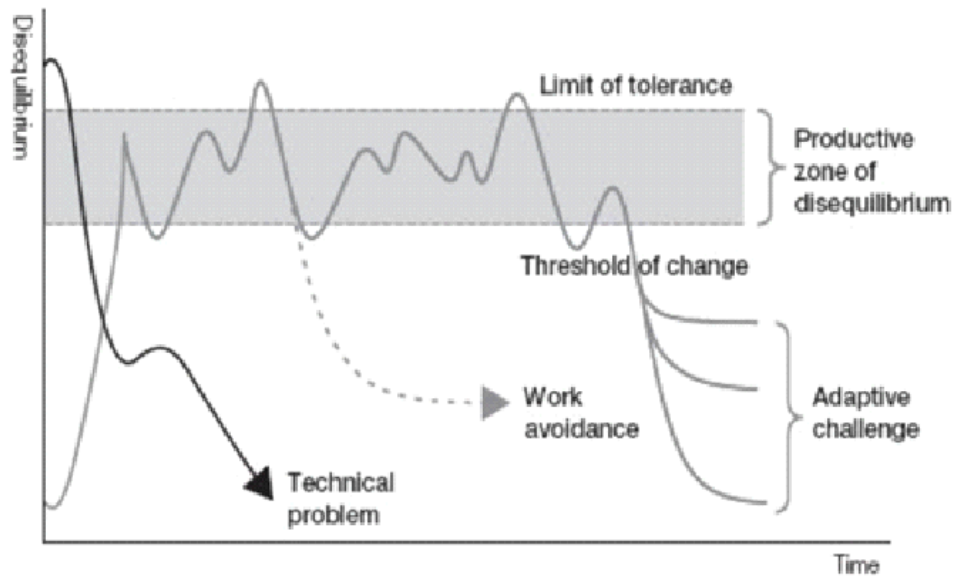 Disequilibrium
Limit of tolerance
Productive
zone of
disequilibrium
Threshold of change
Work
avoidance
Adaptive
challenge
Technical
problem
Time